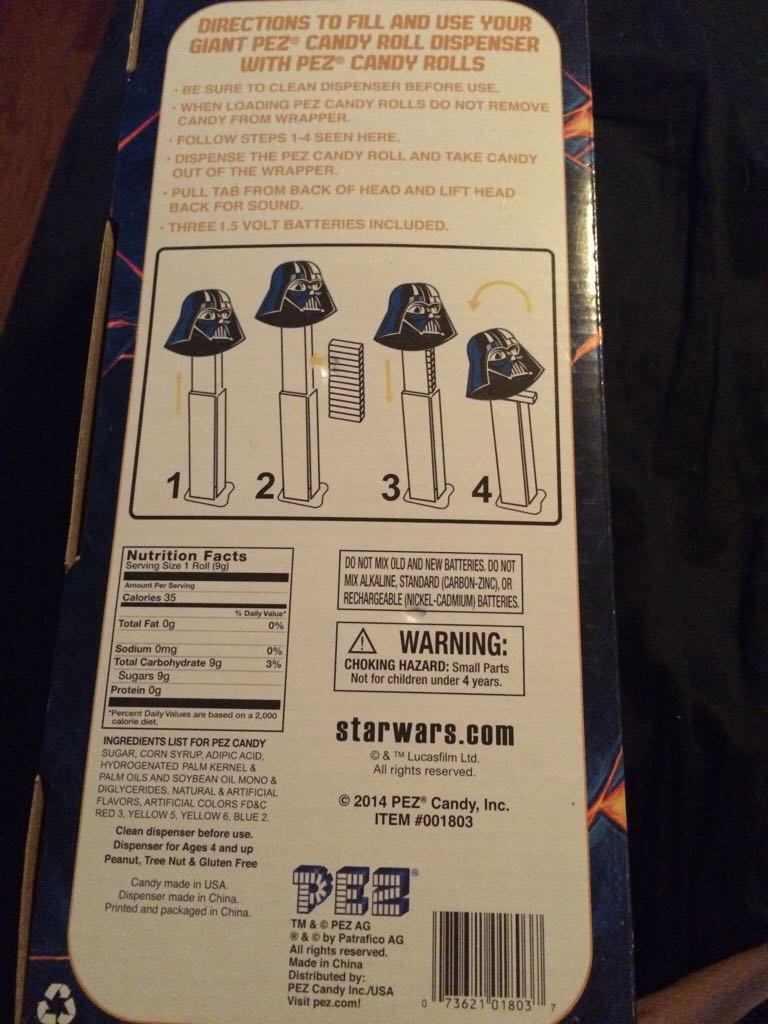 DIRECTIONS TO FILL AND USE YOUR
GIANT PEZ® CANDY ROLL DISPENSER
WITH PEZ® CANDY ROLLS
• BE SURE TO CLEAN DISPENSER BEFORE USE.
• WHEN LOADING PEZ CANDY ROLLS DO NOT REMOVE
CANDY FROM WRAPPER.
• FOLLOW STEPS 1-4 SEEN HERE.
• DISPENSE THE PEZ CANDY ROLL AND TAKE CANDY
OUT OF THE WRAPPER.
• PULL TAB FROM BACK OF HEAD AND LIFT HEAD
BACK FOR SOUND.
• THREE 1.5 VOLT BATTERIES INCLUDED.
1 2 3 4
Nutrition Facts
Serving Size 1 Roll (9g)
Amount Per Serving
Calories 35
% Daily Value*
Total Fat 0g 0%
Sodium 0mg 0%
Total Carbohydrate 9g 3%
Sugars 9g
Protein 0g
*Percent Daily Values are based on a 2,000
calorie diet.
INGREDIENTS LIST FOR PEZ CANDY
SUGAR, CORN SYRUP, ADIPIC ACID,
HYDROGENATED PALM KERNEL &
PALM OILS AND SOYBEAN OIL MONO &
DIGLYCERIDES, NATURAL & ARTIFICIAL
FLAVORS, ARTIFICIAL COLORS FD&C
RED 3, YELLOW 5, YELLOW 6, BLUE 2.
Clean dispenser before use.
Dispenser for Ages 4 and up
Peanut, Tree Nut & Gluten Free
Candy made in USA.
Dispenser made in China.
Printed and packaged in China.
DO NOT MIX OLD AND NEW BATTERIES. DO NOT
MIX ALKALINE, STANDARD (CARBON-ZINC), OR
RECHARGEABLE (NICKEL-CADMIUM) BATTERIES.
WARNING:
CHOKING HAZARD: Small Parts
Not for children under 4 years.
starwars.com
© & ™ Lucasfilm Ltd.
All rights reserved.
© 2014 PEZ® Candy, Inc.
ITEM #001803
PEZ®
TM & © PEZ AG
® & © by Patrafico AG
All rights reserved.
Made in China
Distributed by:
PEZ Candy Inc./USA
Visit pez.com!
0 73621 01803 7